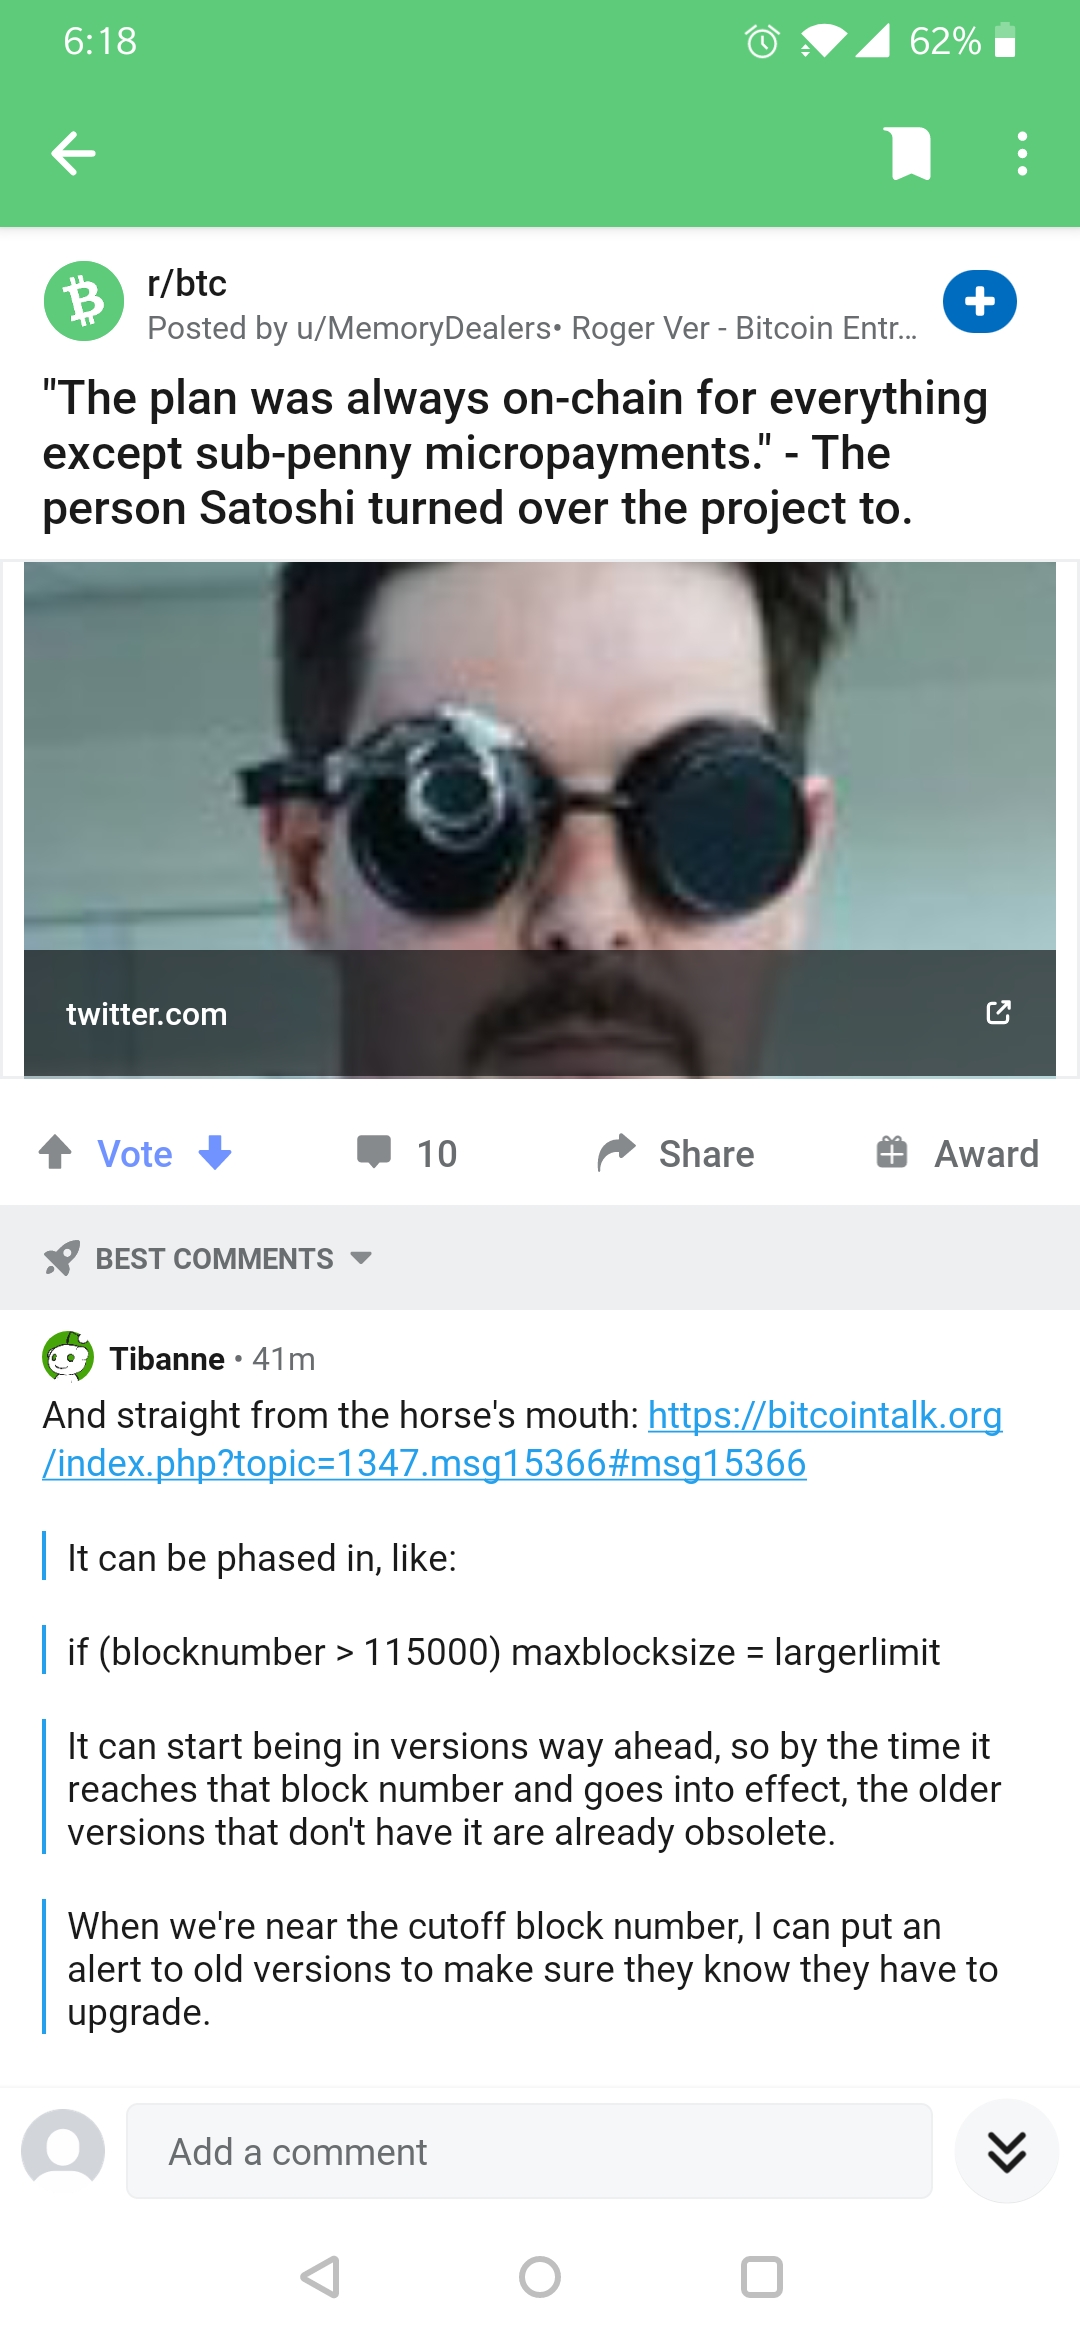 6:18
62%
r/btc
Posted by u/MemoryDealers• Roger Ver - Bitcoin Entr...
"The plan was always on-chain for everything
except sub-penny micropayments." - The
person Satoshi turned over the project to.
twitter.com
Vote
10
Share
Award
BEST COMMENTS
Tibanne • 41m
And straight from the horse's mouth: https://bitcointalk.org
/index.php?topic=1347.msg15366#msg15366
It can be phased in, like:
if (blocknumber > 115000) maxblocksize = largerlimit
It can start being in versions way ahead, so by the time it
reaches that block number and goes into effect, the older
versions that don't have it are already obsolete.
When we're near the cutoff block number, I can put an
alert to old versions to make sure they know they have to
upgrade.
Add a comment